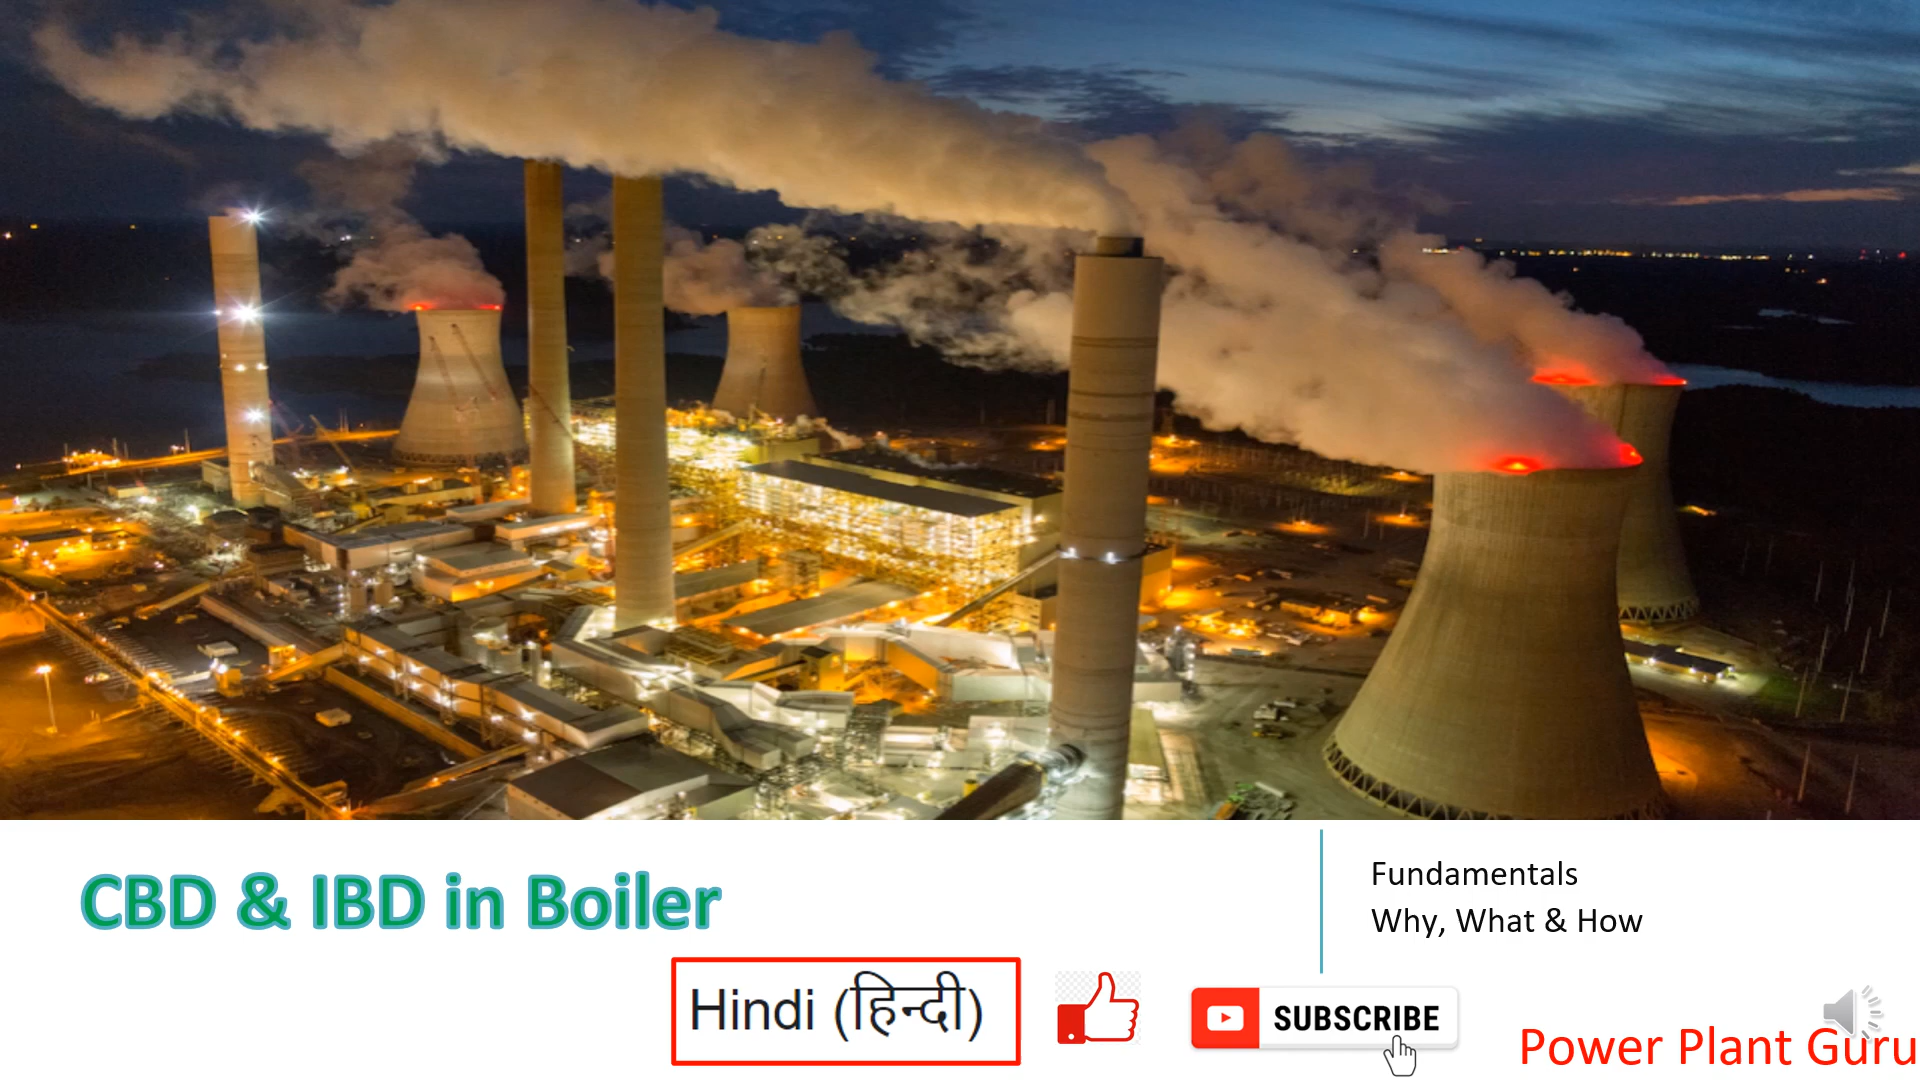 CBD & IBD in Boiler
Fundamentals
Why, What & How
Hindi (हिन्दी)
SUBSCRIBE
Power Plant Guru